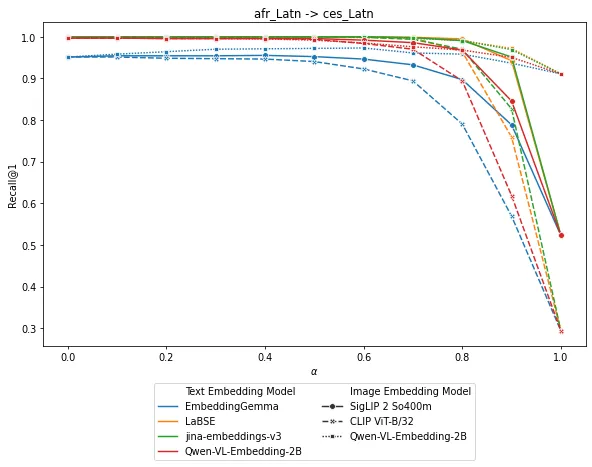 afr_Latn -> ces_Latn
Recall@1
1.0
0.9
0.8
0.7
0.6
0.5
0.4
0.3
0.0 0.2 0.4 0.6 0.8 1.0
α
Text Embedding Model Image Embedding Model
EmbeddingGemma SigLIP 2 So400m
LaBSE CLIP ViT-B/32
jina-embeddings-v3 Qwen-VL-Embedding-2B
Qwen-VL-Embedding-2B